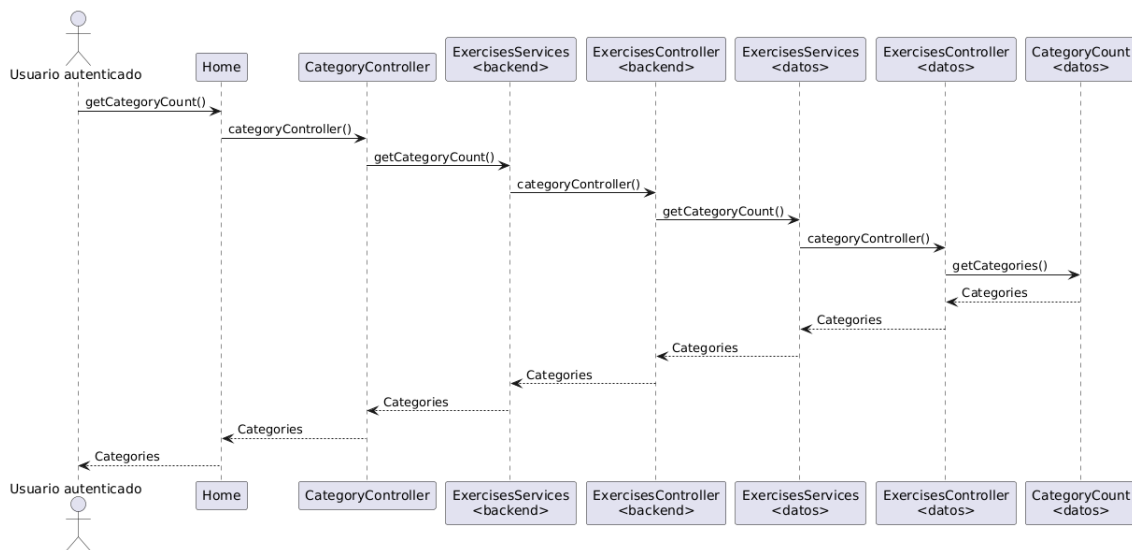 Usuario autenticado
Home
CategoryController
ExercisesServices
<backend>
ExercisesController
<backend>
ExercisesServices
<datos>
ExercisesController
<datos>
CategoryCount
<datos>
getCategoryCount()
categoryController()
getCategoryCount()
categoryController()
getCategoryCount()
categoryController()
getCategories()
Categories
Categories
Categories
Categories
Categories
Categories
Categories
Usuario autenticado
Home
CategoryController
ExercisesServices
<backend>
ExercisesController
<backend>
ExercisesServices
<datos>
ExercisesController
<datos>
CategoryCount
<datos>